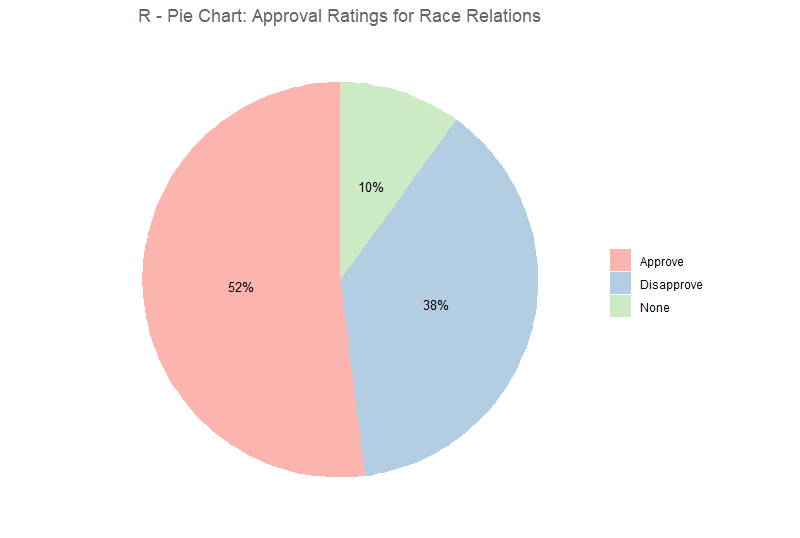 R - Pie Chart: Approval Ratings for Race Relations
10%
52%
38%
Approve
Disapprove
None